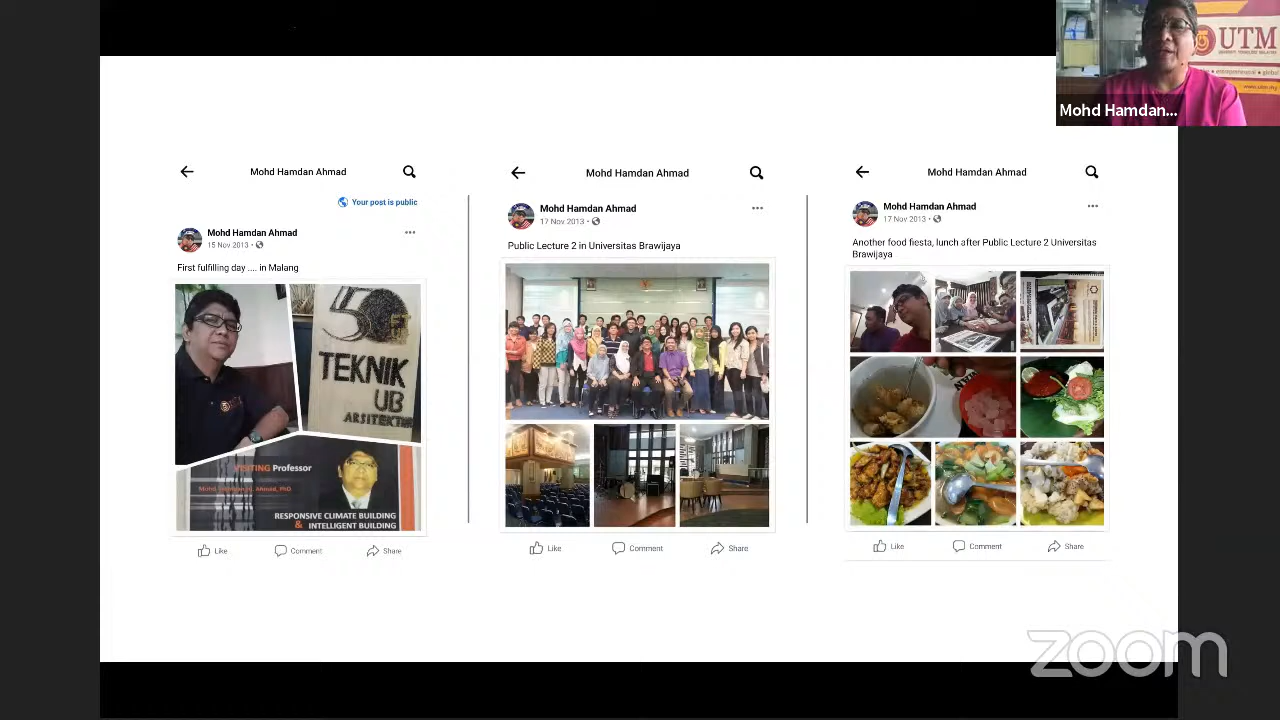 UTM
Mohd Hamdan...
Mohd Hamdan Ahmad
Your post is public
Mohd Hamdan Ahmad
15 Nov 2013
First fulfilling day .... in Malang
TEKNIK
UB
ARSITEKTUR
VISITING Professor
RESPONSIVE CLIMATE BUILDING
& INTELLIGENT BUILDING
Like
Comment
Share
Mohd Hamdan Ahmad
Mohd Hamdan Ahmad
17 Nov 2013
Public Lecture 2 in Universitas Brawijaya
Like
Comment
Share
Mohd Hamdan Ahmad
Mohd Hamdan Ahmad
17 Nov 2013
Another food fiesta, lunch after Public Lecture 2 Universitas
Brawijaya
Like
Comment
Share
zoom